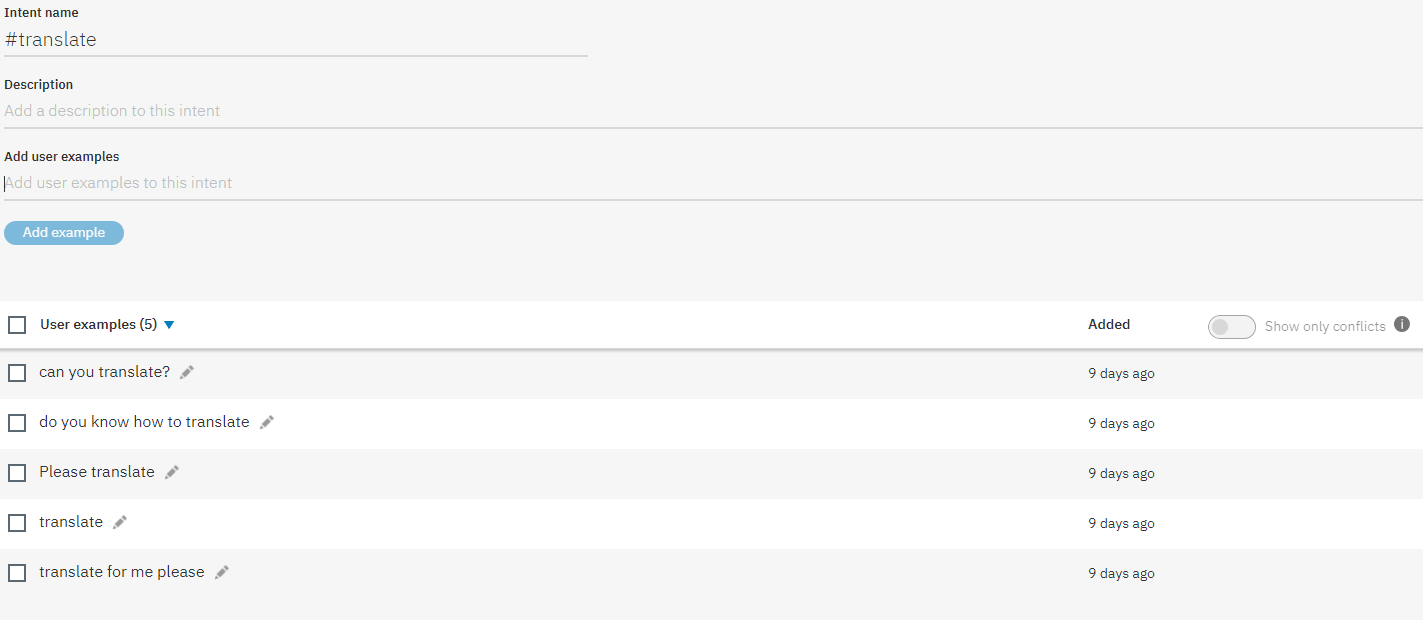 Intent name
#translate
Description
Add a description to this intent
Add user examples
Add user examples to this intent
Add example
User examples (5) ▼ Added Show only conflicts i
can you translate? 9 days ago
do you know how to translate 9 days ago
Please translate 9 days ago
translate 9 days ago
translate for me please 9 days ago